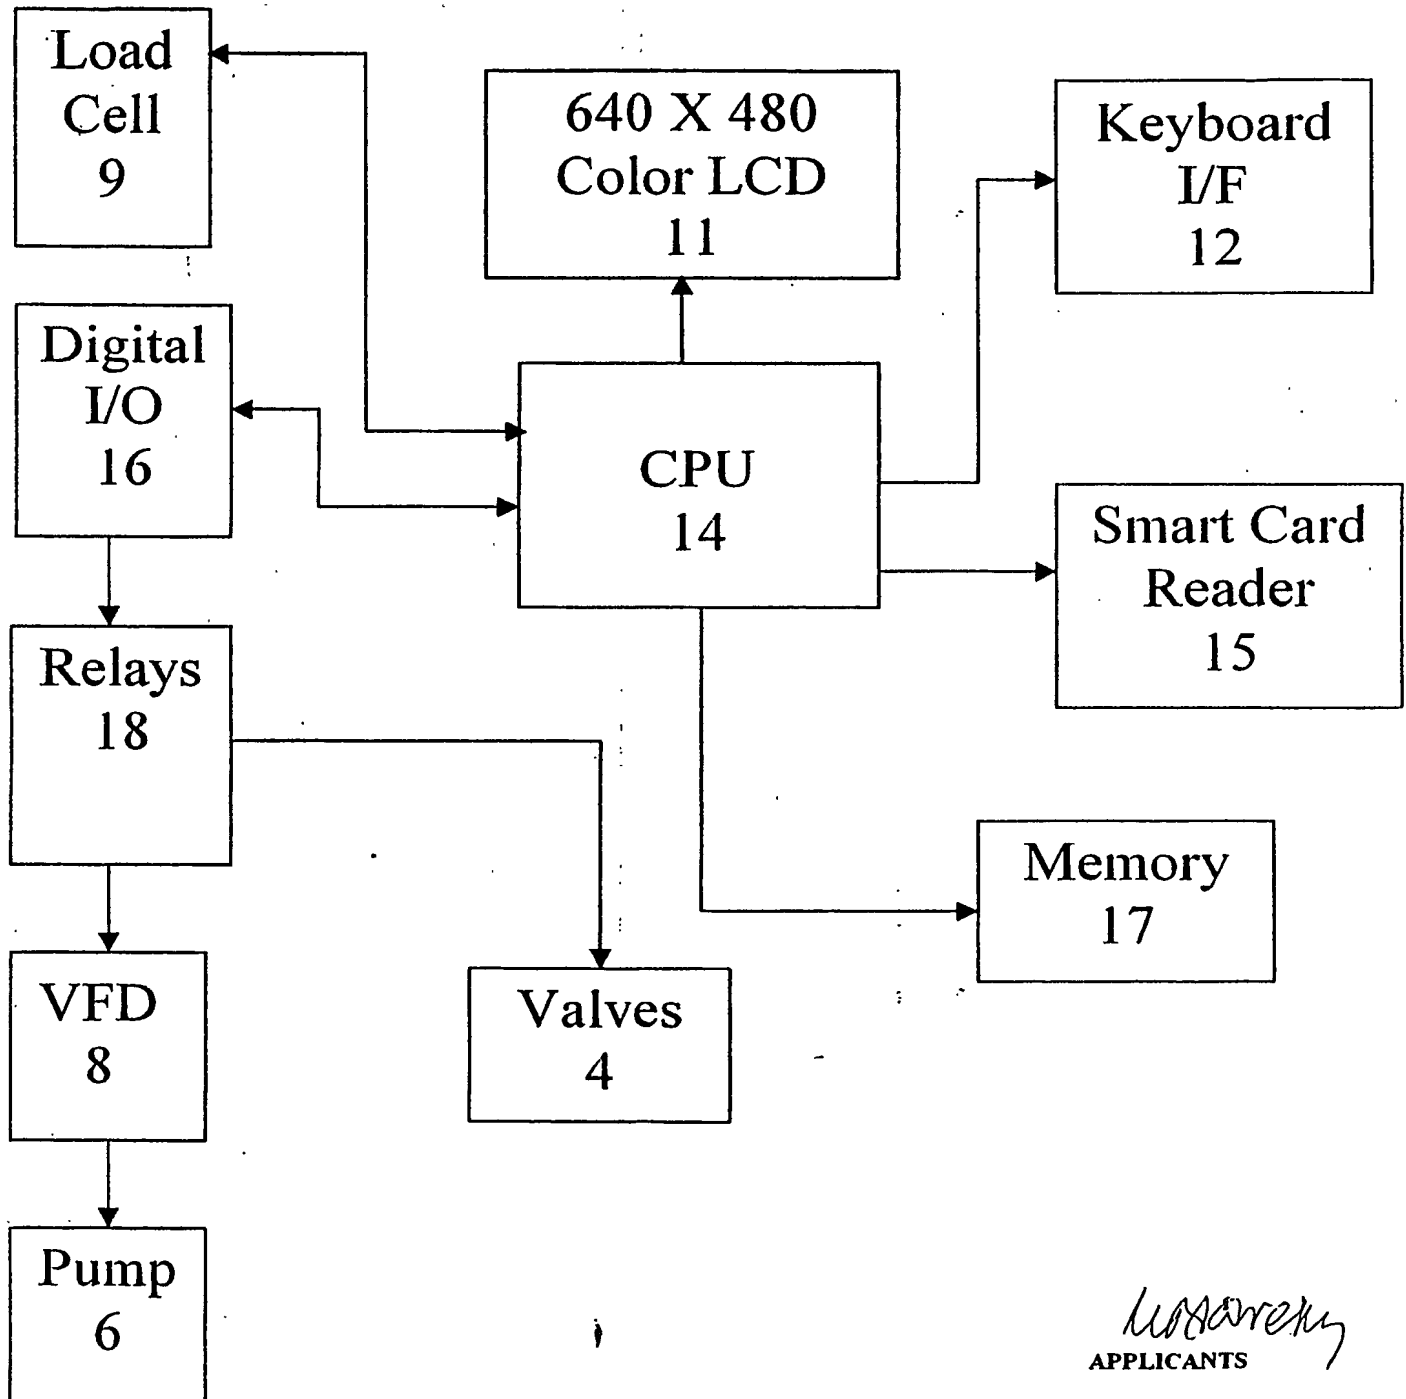 Load
Cell
9
640 X 480
Color LCD
11
Keyboard
I/F
12
Digital
I/O
16
CPU
14
Smart Card
Reader
15
Relays
18
Memory
17
VFD
8
Valves
4
Pump
6
APPLICANTS